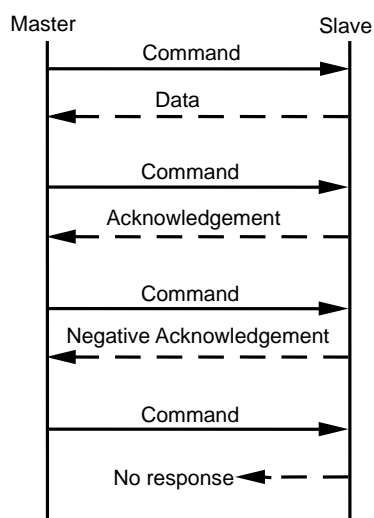 Master Slave
Command
Data
Command
Acknowledgement
Command
Negative Acknowledgement
Command
No response